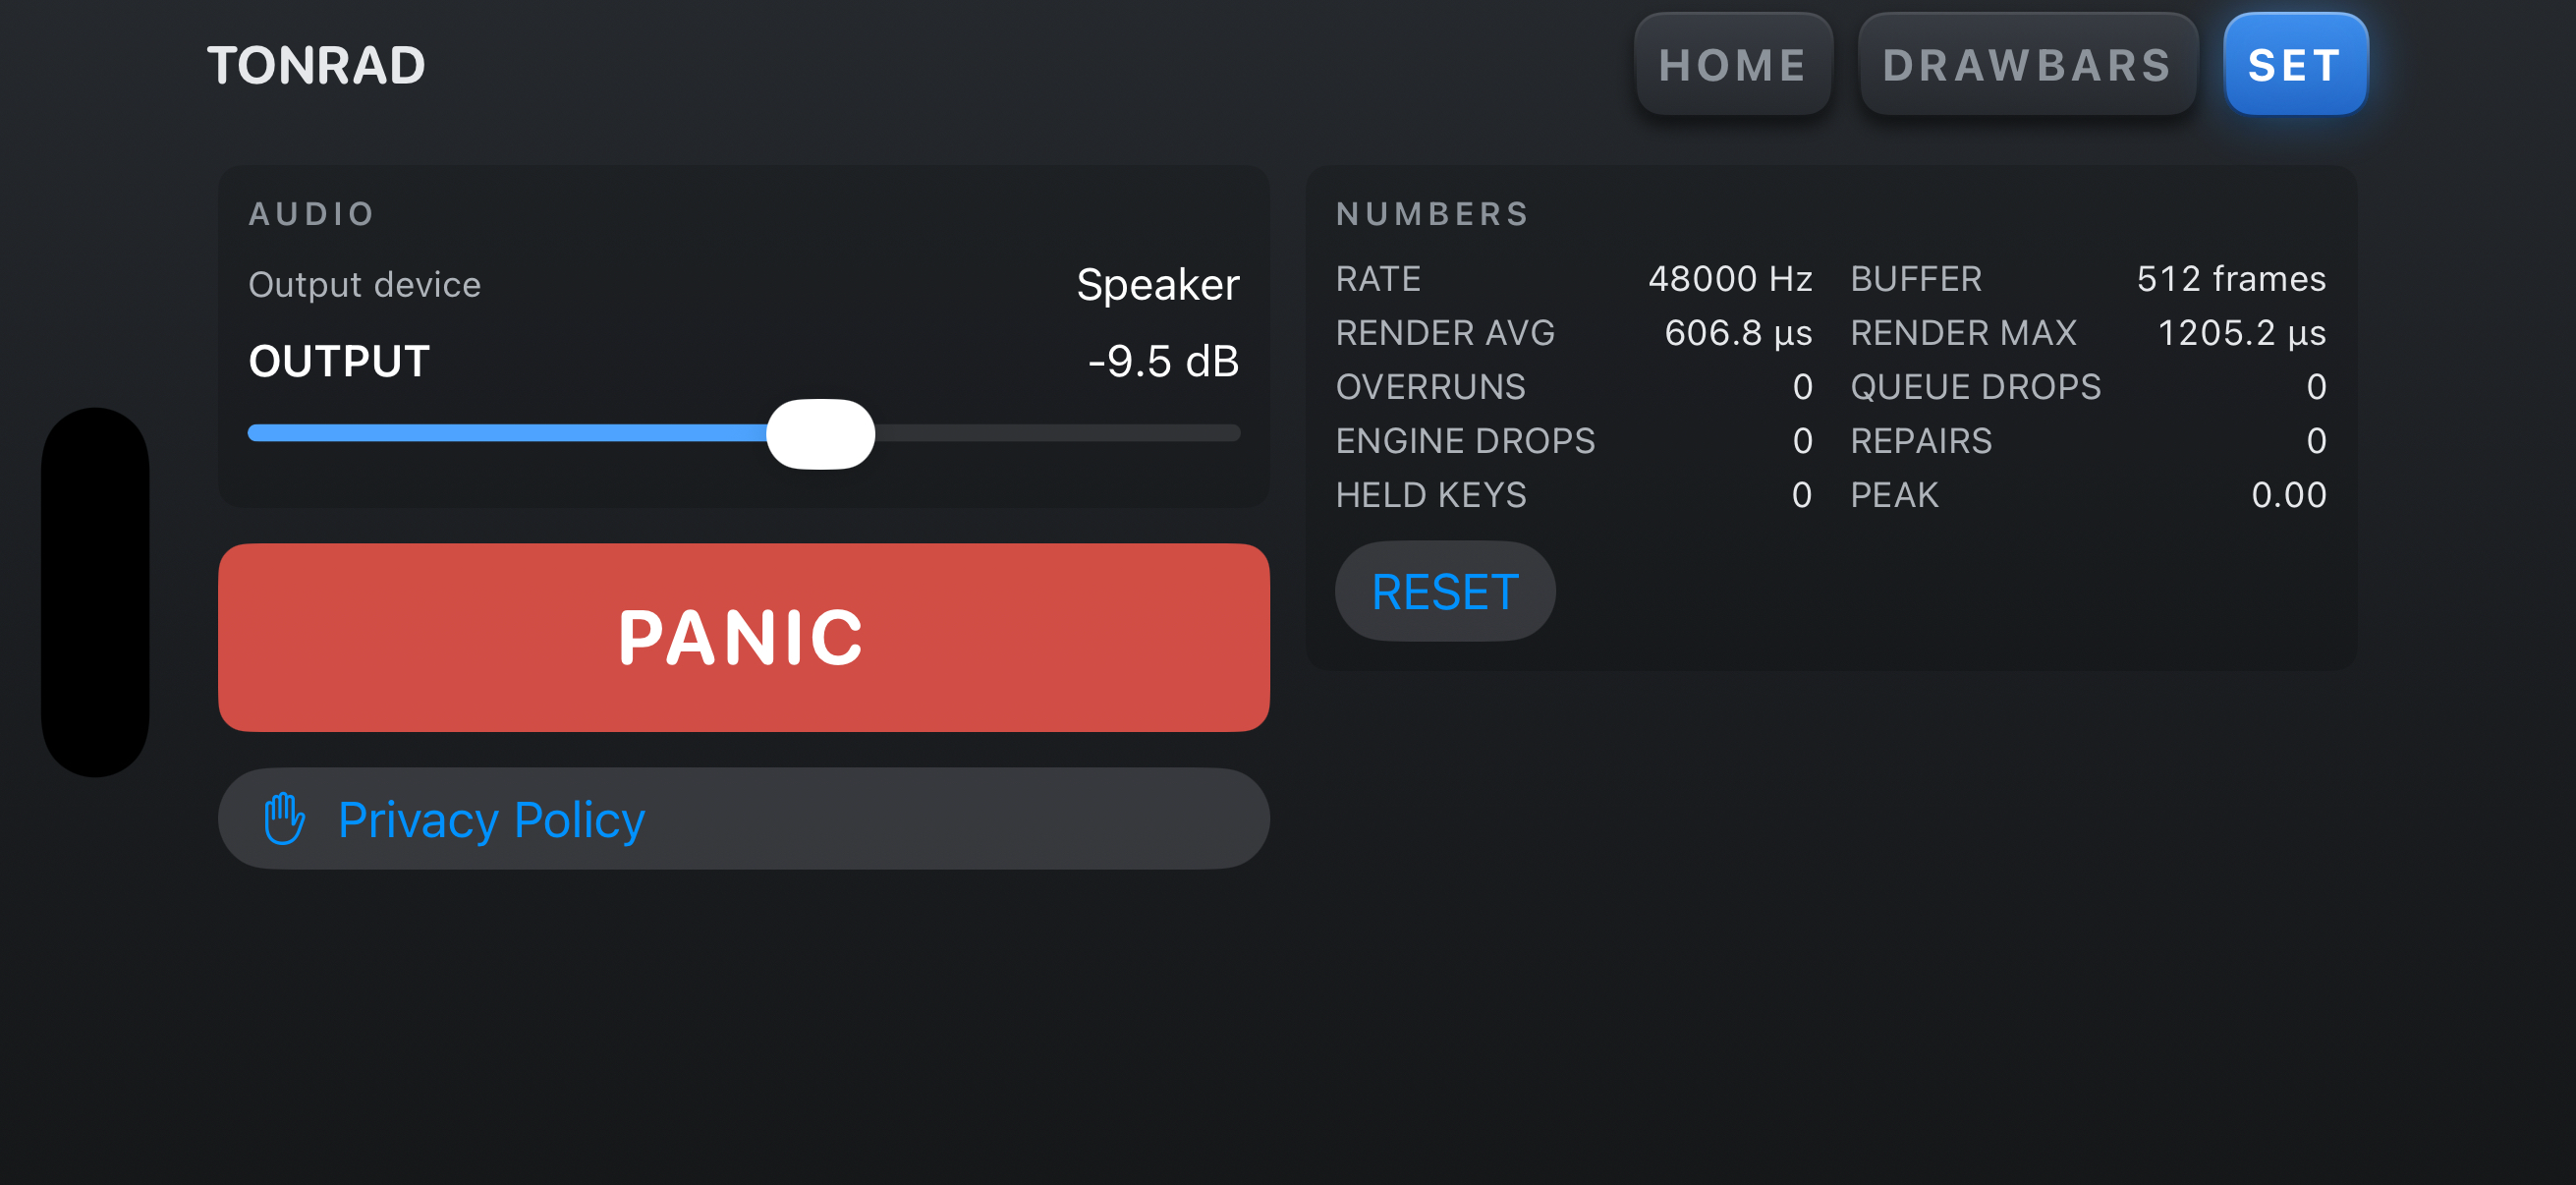 TONRAD
HOME DRAWBARS SET
AUDIO
Output device Speaker
OUTPUT -9.5 dB
PANIC
Privacy Policy
NUMBERS
RATE 48000 Hz BUFFER 512 frames
RENDER AVG 606.8 µs RENDER MAX 1205.2 µs
OVERRUNS 0 QUEUE DROPS 0
ENGINE DROPS 0 REPAIRS 0
HELD KEYS 0 PEAK 0.00
RESET